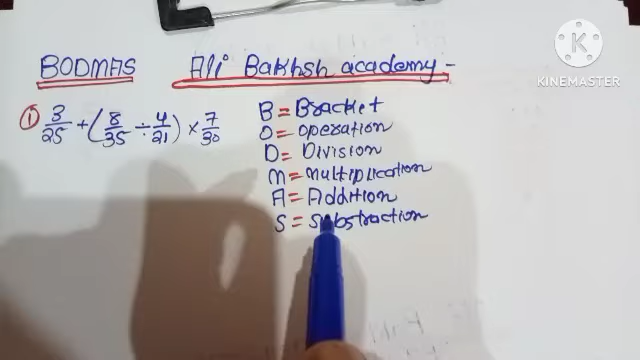 BODMAS Ali Bakhsh academy-
① 3/25 + (8/35 ÷ 4/21) × 7/30
B = Bracket
O = operation
D = Division
M = multiplication
A = Addition
S = Substraction
K
KINEMASTER